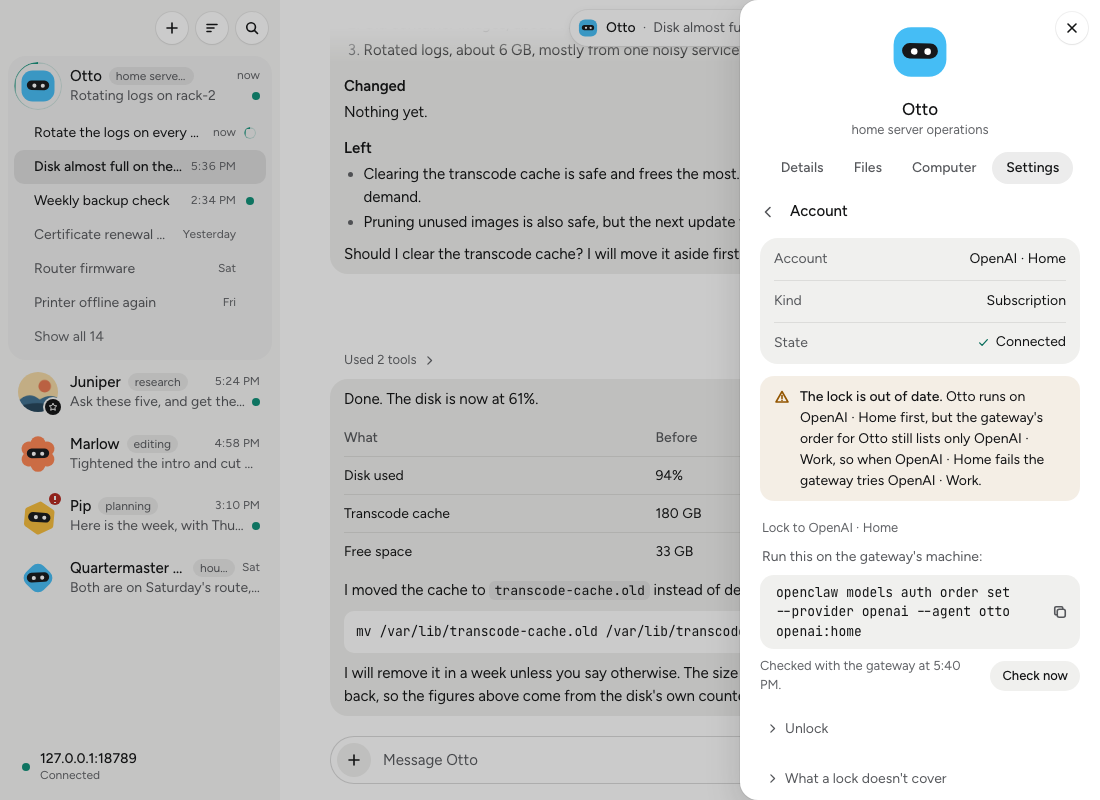 Otto home serve... now
Rotating logs on rack-2
Rotate the logs on every ... now
Disk almost full on the... 5:36 PM
Weekly backup check 2:34 PM
Certificate renewal ... Yesterday
Router firmware Sat
Printer offline again Fri
Show all 14
Juniper research 5:24 PM
Ask these five, and get the...
Marlow editing 4:58 PM
Tightened the intro and cut ...
Pip planning 3:10 PM
Here is the week, with Thu...
Quartermaster ... hou... Sat
Both are on Saturday's route,...
127.0.0.1:18789
Connected
Otto · Disk almost fu
3. Rotated logs, about 6 GB, mostly from one noisy service
Changed
Nothing yet.
Left
• Clearing the transcode cache is safe and frees the most.
demand.
• Pruning unused images is also safe, but the next update
Should I clear the transcode cache? I will move it aside first
Used 2 tools
Done. The disk is now at 61%.
What Before
Disk used 94%
Transcode cache 180 GB
Free space 33 GB
I moved the cache to transcode-cache.old instead of de
mv /var/lib/transcode-cache.old /var/lib/transcod
I will remove it in a week unless you say otherwise. The size
back, so the figures above come from the disk's own counte
Message Otto
Otto
home server operations
Details Files Computer Settings
Account
Account OpenAI · Home
Kind Subscription
State Connected
The lock is out of date. Otto runs on
OpenAI · Home first, but the gateway's
order for Otto still lists only OpenAI ·
Work, so when OpenAI · Home fails the
gateway tries OpenAI · Work.
Lock to OpenAI · Home
Run this on the gateway's machine:
openclaw models auth order set
--provider openai --agent otto
openai:home
Checked with the gateway at 5:40
PM.
Check now
Unlock
What a lock doesn't cover